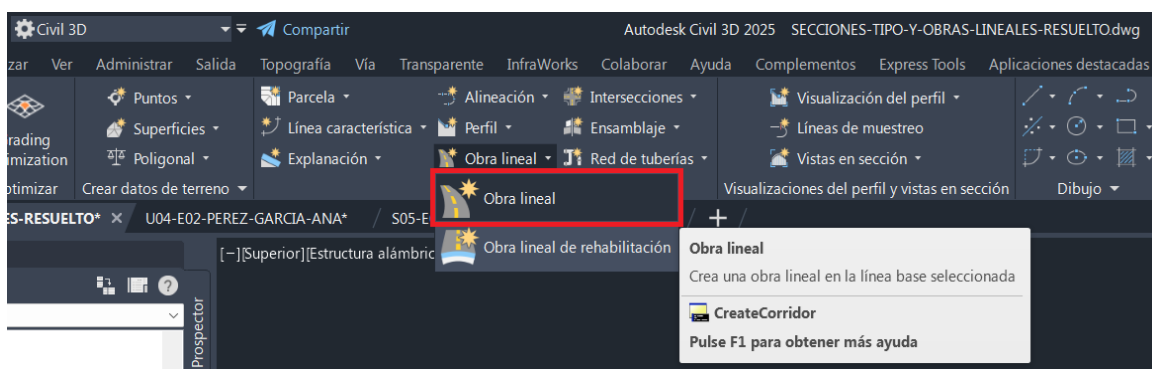 Civil 3D Compartir Autodesk Civil 3D 2025 SECCIONES-TIPO-Y-OBRAS-LINEALES-RESUELTO.dwg
zar Ver Administrar Salida Topografía Vía Transparente InfraWorks Colaborar Ayuda Complementos Express Tools Aplicaciones destacadas
Puntos Parcela Alineación Intersecciones Visualización del perfil
rading Superficies Línea característica Perfil Ensamblaje Líneas de muestreo
imization Poligonal Explanación Obra lineal Red de tuberías Vistas en sección
ptimizar Crear datos de terreno Visualizaciones del perfil y vistas en sección Dibujo
Obra lineal
ES-RESUELTO* U04-E02-PEREZ-GARCIA-ANA* S05-E
Obra lineal de rehabilitación
[−][Superior][Estructura alámbric
Obra lineal
Crea una obra lineal en la línea base seleccionada
CreateCorridor
Pulse F1 para obtener más ayuda
Prospector